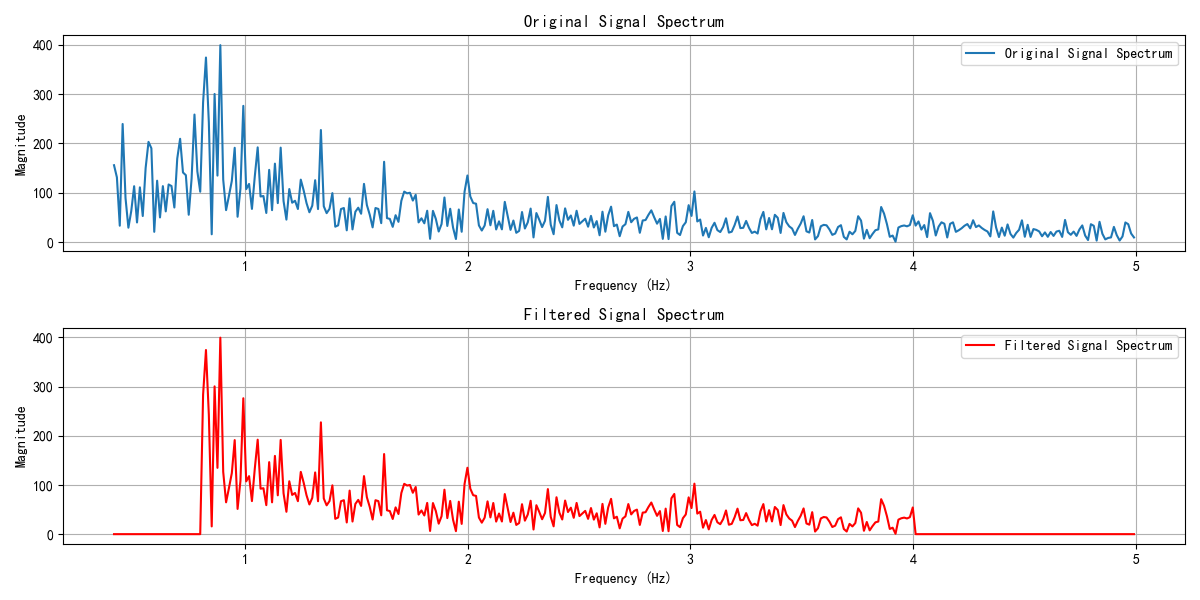 Original Signal Spectrum
400
300
200
100
0
Magnitude
Original Signal Spectrum
1
2
3
4
5
Frequency (Hz)
Filtered Signal Spectrum
400
300
200
100
0
Magnitude
Filtered Signal Spectrum
1
2
3
4
5
Frequency (Hz)